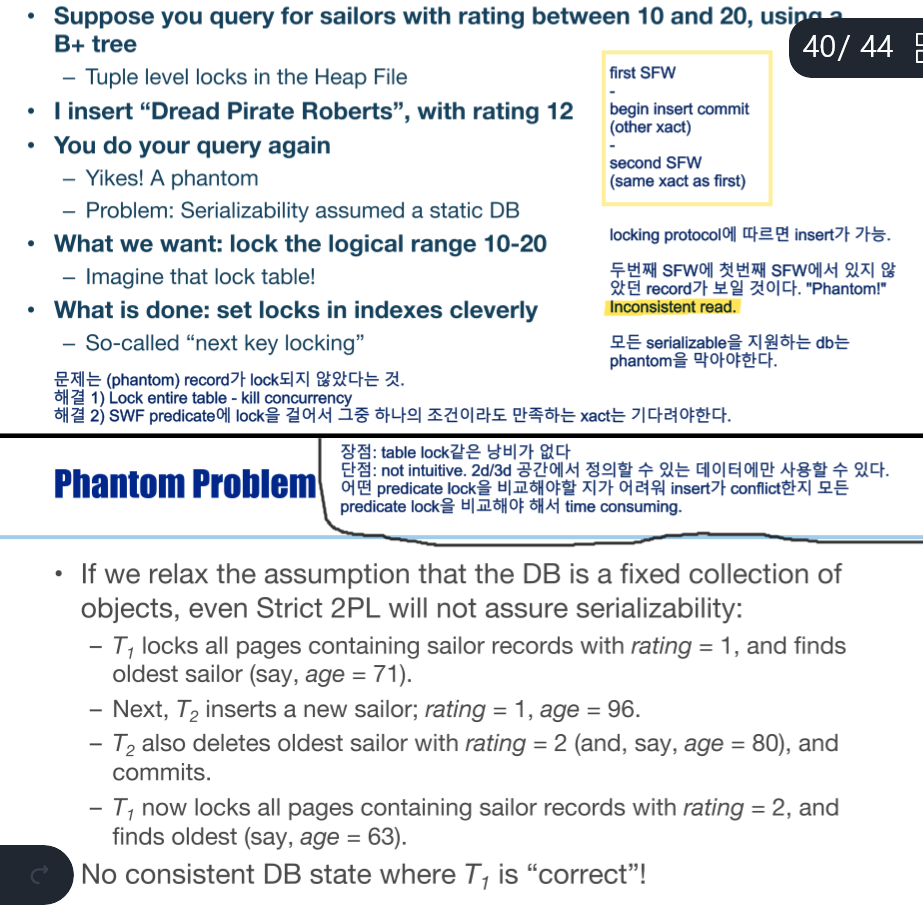 • Suppose you query for sailors with rating between 10 and 20, using a
B+ tree
– Tuple level locks in the Heap File
• I insert “Dread Pirate Roberts”, with rating 12
• You do your query again
– Yikes! A phantom
– Problem: Serializability assumed a static DB
• What we want: lock the logical range 10-20
– Imagine that lock table!
• What is done: set locks in indexes cleverly
– So-called “next key locking”
40/ 44
first SFW
-
begin insert commit
(other xact)
-
second SFW
(same xact as first)
locking protocol에 따르면 insert가 가능.
두번째 SFW에 첫번째 SFW에서 있지 않
았던 record가 보일 것이다. "Phantom!"
Inconsistent read.
모든 serializable을 지원하는 db는
phantom을 막아야한다.
문제는 (phantom) record가 lock되지 않았다는 것.
해결 1) Lock entire table - kill concurrency
해결 2) SWF predicate에 lock을 걸어서 그중 하나의 조건이라도 만족하는 xact는 기다려야한다.
Phantom Problem
장점: table lock같은 낭비가 없다
단점: not intuitive. 2d/3d 공간에서 정의할 수 있는 데이터에만 사용할 수 있다.
어떤 predicate lock을 비교해야할 지가 어려워 insert가 conflict한지 모든
predicate lock을 비교해야 해서 time consuming.
• If we relax the assumption that the DB is a fixed collection of
objects, even Strict 2PL will not assure serializability:
– T1 locks all pages containing sailor records with rating = 1, and finds
oldest sailor (say, age = 71).
– Next, T2 inserts a new sailor; rating = 1, age = 96.
– T2 also deletes oldest sailor with rating = 2 (and, say, age = 80), and
commits.
– T1 now locks all pages containing sailor records with rating = 2, and
finds oldest (say, age = 63).
No consistent DB state where T1 is “correct”!